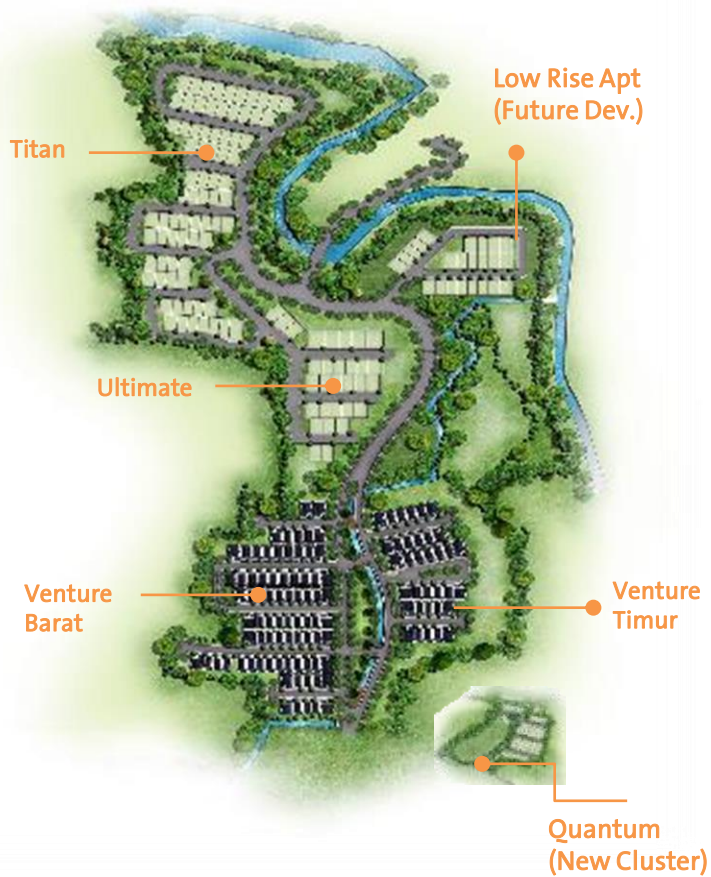 Low Rise Apt
(Future Dev.)
Titan
Ultimate
Venture
Barat
Venture
Timur
Quantum
(New Cluster)